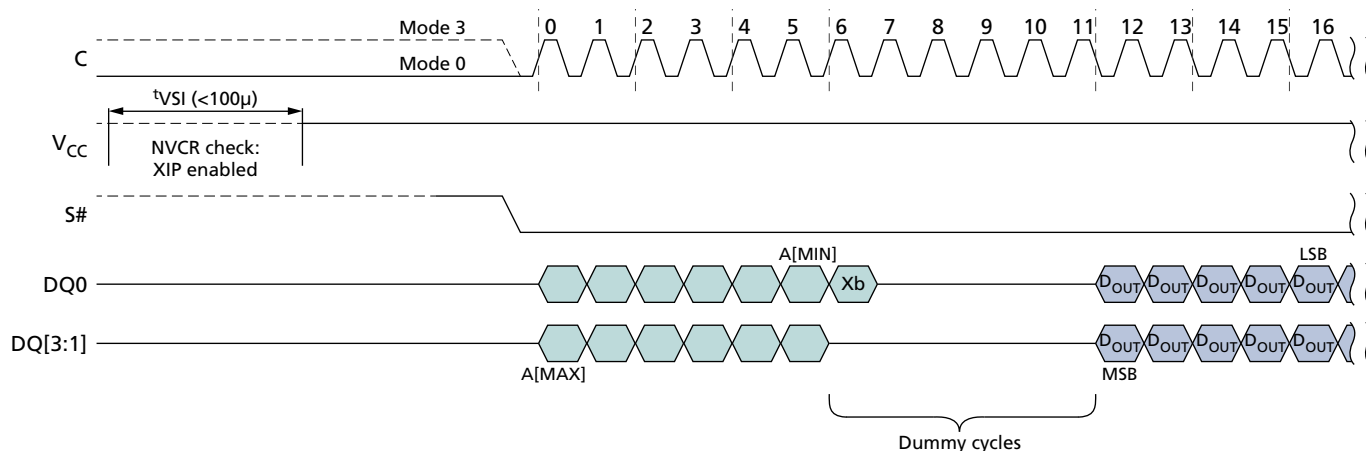 Mode 3
0 1 2 3 4 5 6 7 8 9 10 11 12 13 14 15 16
C
Mode 0
tVSI (<100µ)
VCC
NVCR check:
XIP enabled
S#
A[MIN]
LSB
DQ0
Xb
DOUT DOUT DOUT DOUT DOUT
DQ[3:1]
DOUT DOUT DOUT DOUT DOUT
A[MAX]
MSB
Dummy cycles